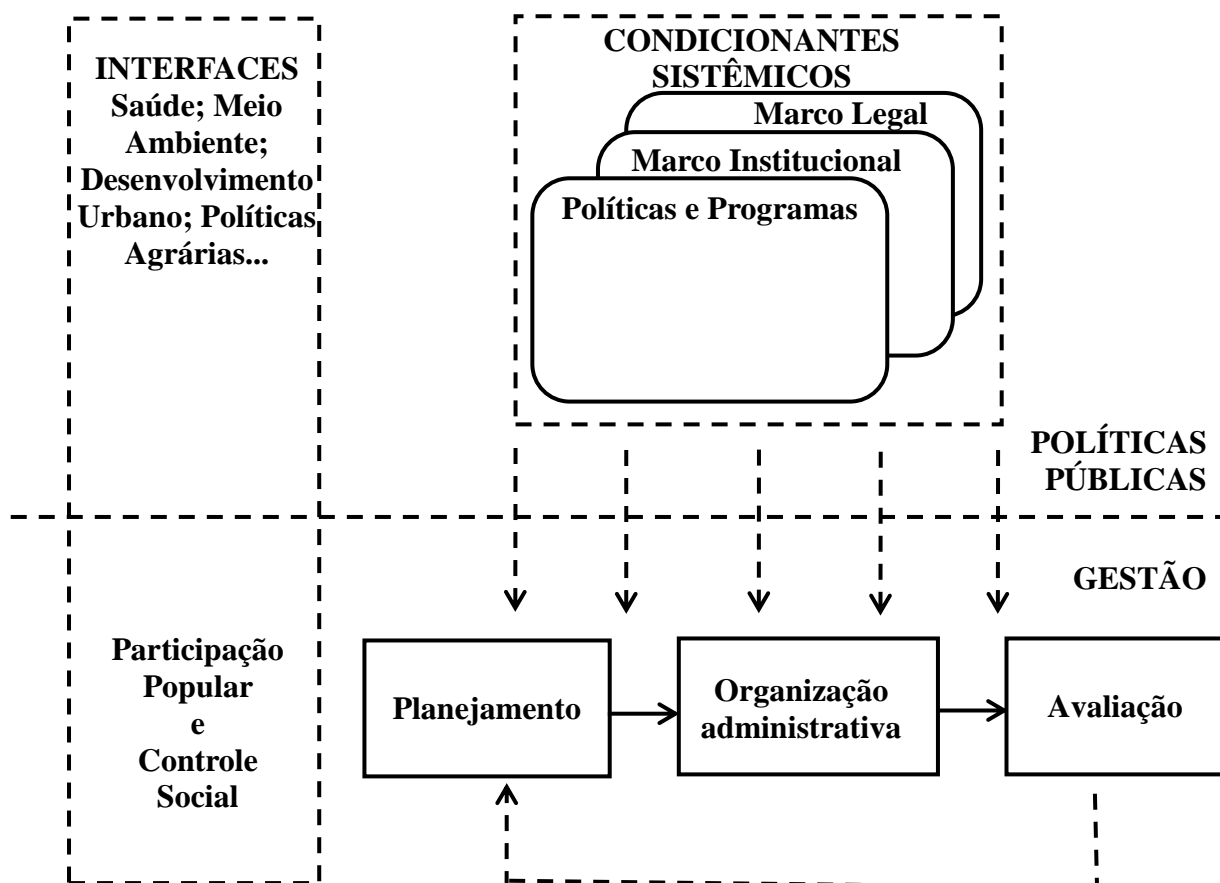 INTERFACES
Saúde; Meio
Ambiente;
Desenvolvimento
Urbano; Políticas
Agrárias...
CONDICIONANTES
SISTÊMICOS
Marco Legal
Marco Institucional
Políticas e Programas
POLÍTICAS
PÚBLICAS
GESTÃO
Participação
Popular
e
Controle
Social
Planejamento
Organização
administrativa
Avaliação